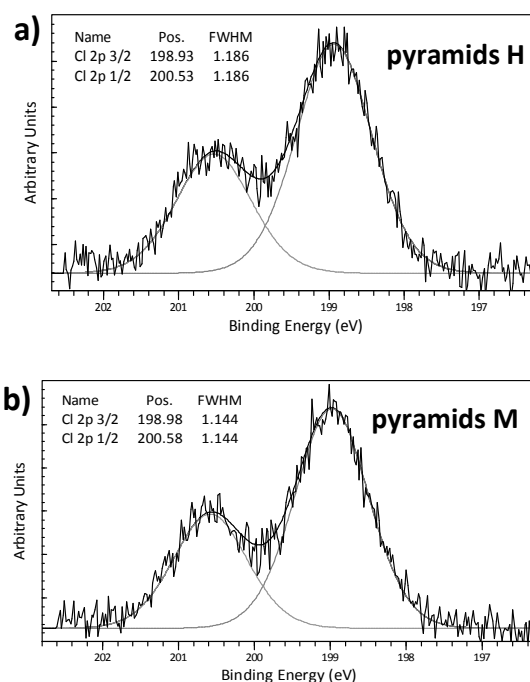 a)
pyramids H
Name Pos. FWHM
Cl 2p 3/2 198.93 1.186
Cl 2p 1/2 200.53 1.186
Arbitrary Units
202 201 200 199 198 197
Binding Energy (eV)
b)
pyramids M
Name Pos. FWHM
Cl 2p 3/2 198.98 1.144
Cl 2p 1/2 200.58 1.144
Arbitrary Units
202 201 200 199 198 197
Binding Energy (eV)